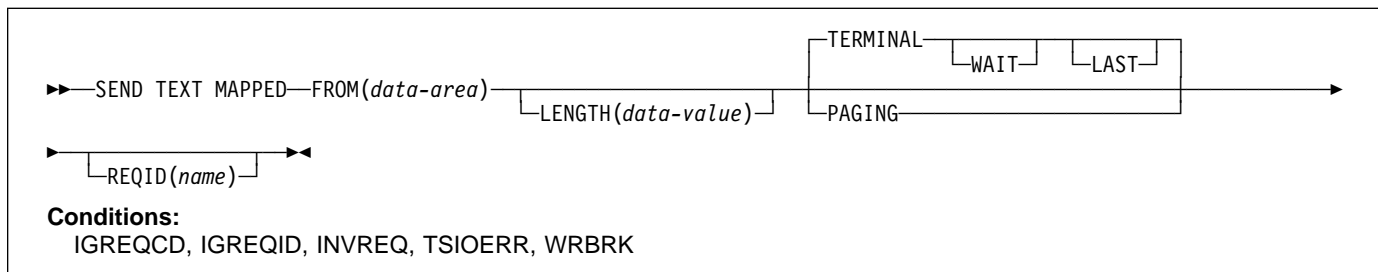 TERMINAL
WAIT LAST
SEND TEXT MAPPED FROM(data-area)
LENGTH(data-value) PAGING
REQID(name)
Conditions:
IGREQCD, IGREQID, INVREQ, TSIOERR, WRBRK